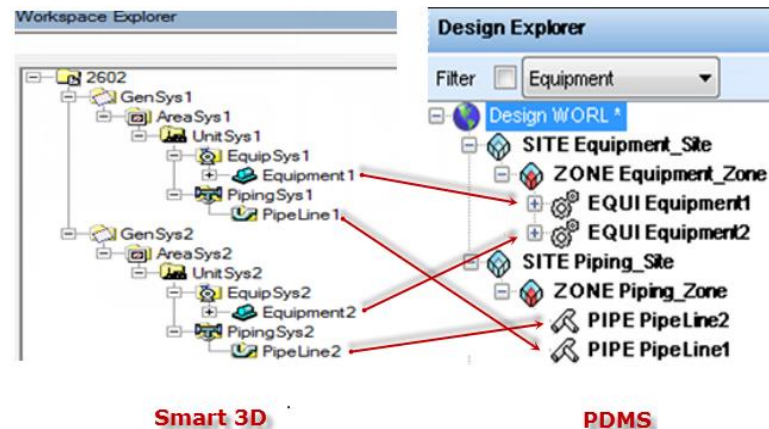 Workspace Explorer
2602
GenSys1
AreaSys1
UnitSys1
EquipSys1
Equipment1
PipingSys1
PipeLine1
GenSys2
AreaSys2
UnitSys2
EquipSys2
Equipment2
PipingSys2
PipeLine2
Smart 3D
Design Explorer
Filter Equipment
Design WORL *
SITE Equipment_Site
ZONE Equipment_Zone
EQUI Equipment1
EQUI Equipment2
SITE Piping_Site
ZONE Piping_Zone
PIPE PipeLine2
PIPE PipeLine1
PDMS